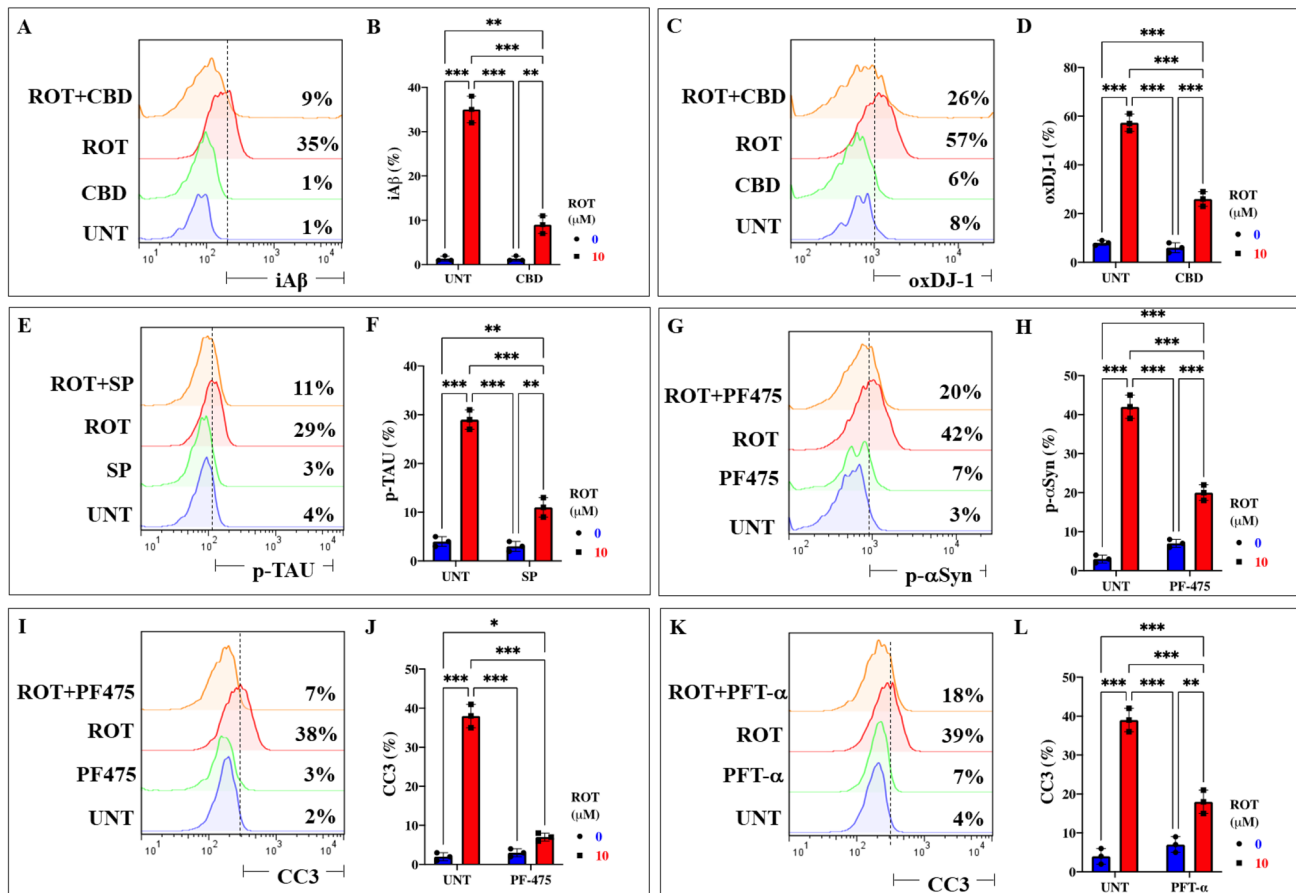 A
ROT+CBD 9%
ROT 35%
CBD 1%
UNT 1%
10¹ 10² 10³ 10⁴
iAβ
B
** 
***
*** *** **
iAβ (%)
40
30
20
10
0
UNT CBD
ROT
(μM)
0
10
C
ROT+CBD 26%
ROT 57%
CBD 6%
UNT 8%
10² 10³ 10⁴
oxDJ-1
D
***
***
*** *** ***
oxDJ-1 (%)
80
60
40
20
0
UNT CBD
ROT
(μM)
0
10
E
ROT+SP 11%
ROT 29%
SP 3%
UNT 4%
10¹ 10² 10³ 10⁴
p-TAU
F
**
***
*** *** **
p-TAU (%)
40
30
20
10
0
UNT SP
ROT
(μM)
0
10
G
ROT+PF475 20%
ROT 42%
PF475 7%
UNT 3%
10² 10³ 10⁴
p-αSyn
H
***
***
*** *** ***
p-αSyn (%)
50
40
30
20
10
0
UNT PF-475
ROT
(μM)
0
10
I
ROT+PF475 7%
ROT 38%
PF475 3%
UNT 2%
10¹ 10² 10³ 10⁴
CC3
J
*
***
*** ***
CC3 (%)
50
40
30
20
10
0
UNT PF-475
ROT
(μM)
0
10
K
ROT+PFT-α 18%
ROT 39%
PFT-α 7%
UNT 4%
10¹ 10² 10³ 10⁴
CC3
L
***
***
*** *** **
CC3 (%)
50
40
30
20
10
0
UNT PFT-α
ROT
(μM)
0
10